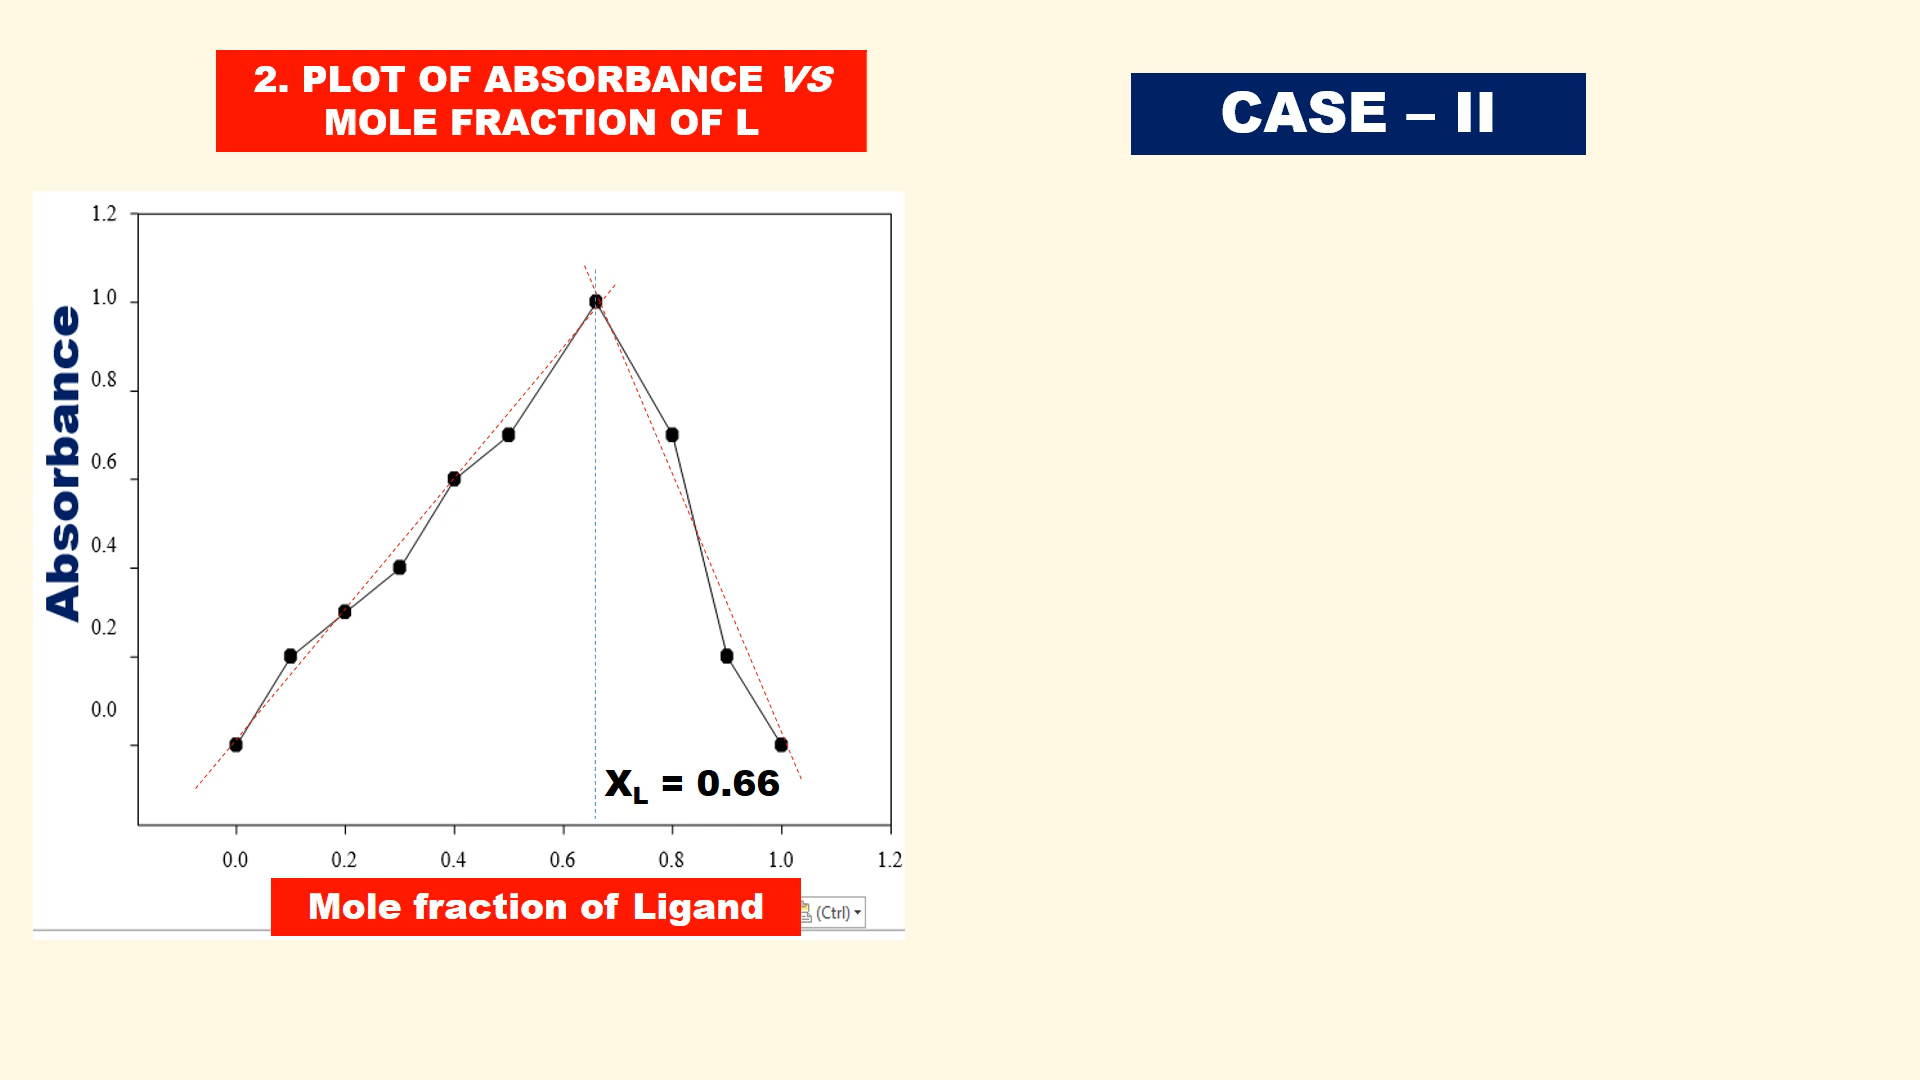 2. PLOT OF ABSORBANCE VS
MOLE FRACTION OF L
CASE – II
Absorbance
1.2
1.0
0.8
0.6
0.4
0.2
0.0
XL = 0.66
0.0 0.2 0.4 0.6 0.8 1.0 1.2
Mole fraction of Ligand
(Ctrl)